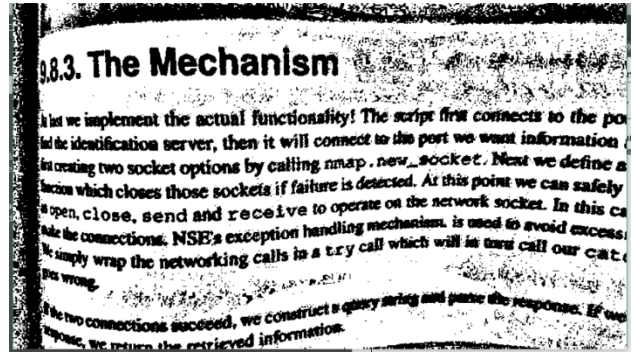 9.8.3. The Mechanism
last we implement the actual functionality! The script first connects to the po
the identification server, then it will connect to the port we want information
creating two socket options by calling nmap.new_socket. Next we define a
which closes those sockets if failure is detected. At this point we can safely
open, close, send and receive to operate on the network socket. In this ca
make the connections. NSE's exception handling mechanism. is used to avoid excess
We simply wrap the networking calls in a try call which will in turn call our cat
goes wrong.
If the two connections succeed, we construct a query string and parse the response. If we
we return the retrieved information.